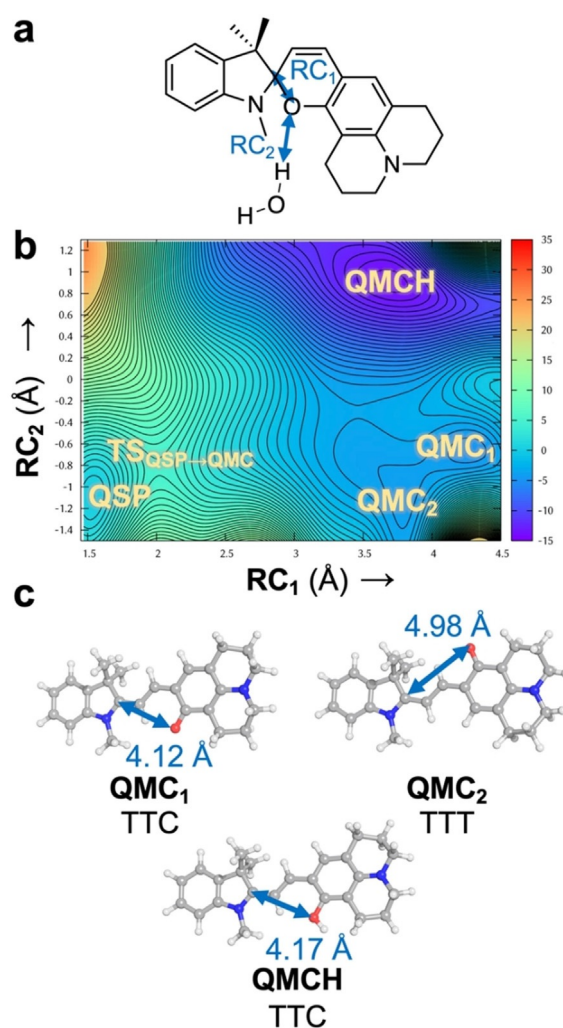 a
RC₁
N
O
RC₂
H
H O
N
b
RC₂ (Å) →
1.2
1
0.8
0.6
0.4
0.2
0
-0.2
-0.4
-0.6
-0.8
-1
-1.2
-1.4
QMCH
TS QSP→QMC
QSP
QMC₁
QMC₂
1.5 2 2.5 3 3.5 4 4.5
RC₁ (Å) →
35
30
25
20
15
10
5
0
-5
-10
-15
c
4.12 Å
QMC₁
TTC
4.98 Å
QMC₂
TTT
4.17 Å
QMCH
TTC